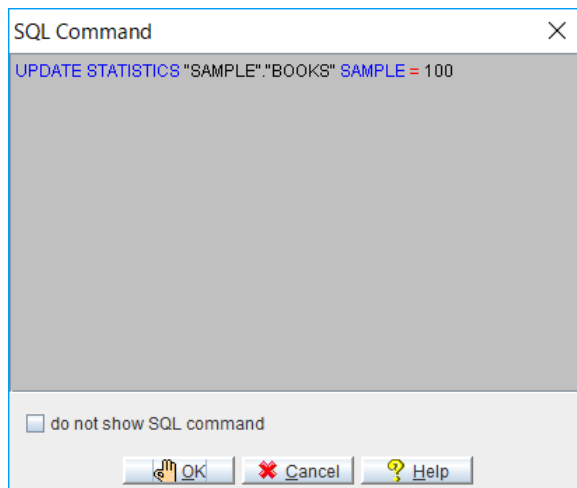 SQL Command
UPDATE STATISTICS "SAMPLE"."BOOKS" SAMPLE = 100
do not show SQL command
OK
Cancel
Help